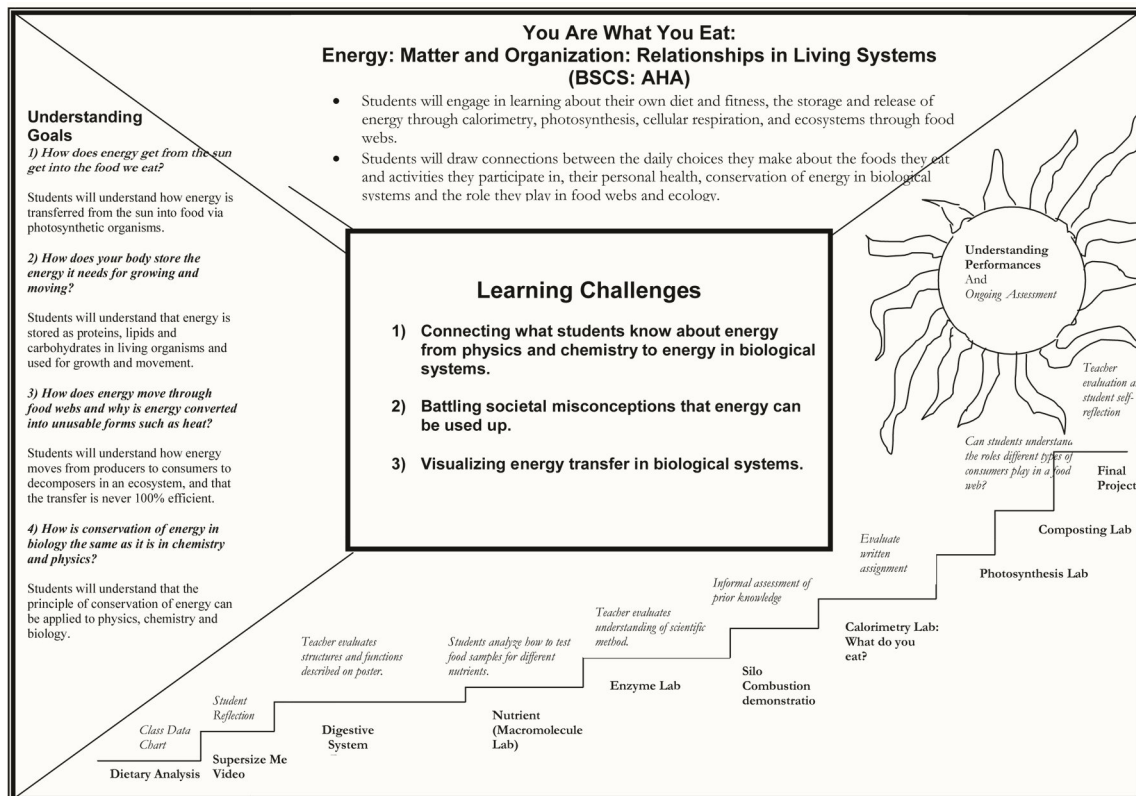 You Are What You Eat:
Energy: Matter and Organization: Relationships in Living Systems
(BSCS: AHA)
• Students will engage in learning about their own diet and fitness, the storage and release of
energy through calorimetry, photosynthesis, cellular respiration, and ecosystems through food
webs.
• Students will draw connections between the daily choices they make about the foods they eat
and activities they participate in, their personal health, conservation of energy in biological
systems and the role they play in food webs and ecology.
Understanding
Goals
1) How does energy get from the sun
get into the food we eat?
Students will understand how energy is
transferred from the sun into food via
photosynthetic organisms.
2) How does your body store the
energy it needs for growing and
moving?
Students will understand that energy is
stored as proteins, lipids and
carbohydrates in living organisms and
used for growth and movement.
3) How does energy move through
food webs and why is energy converted
into unusable forms such as heat?
Students will understand how energy
moves from producers to consumers to
decomposers in an ecosystem, and that
the transfer is never 100% efficient.
4) How is conservation of energy in
biology the same as it is in chemistry
and physics?
Students will understand that the
principle of conservation of energy can
be applied to physics, chemistry and
biology.
Learning Challenges
1) Connecting what students know about energy
from physics and chemistry to energy in biological
systems.
2) Battling societal misconceptions that energy can
be used up.
3) Visualizing energy transfer in biological systems.
Understanding
Performances
And
Ongoing Assessment
Class Data
Chart
Dietary Analysis
Student
Reflection
Supersize Me
Video
Teacher evaluates
structures and functions
described on poster.
Digestive
System
Students analyze how to test
food samples for different
nutrients.
Nutrient
(Macromolecule
Lab)
Teacher evaluates
understanding of scientific
method.
Enzyme Lab
Informal assessment of
prior knowledge
Silo
Combustion
demonstratio
Evaluate
written
assignment
Calorimetry Lab:
What do you
eat?
Photosynthesis Lab
Can students understand
the roles different types of
consumers play in a food
web?
Composting Lab
Teacher
evaluation a
student self-
reflection
Final
Project